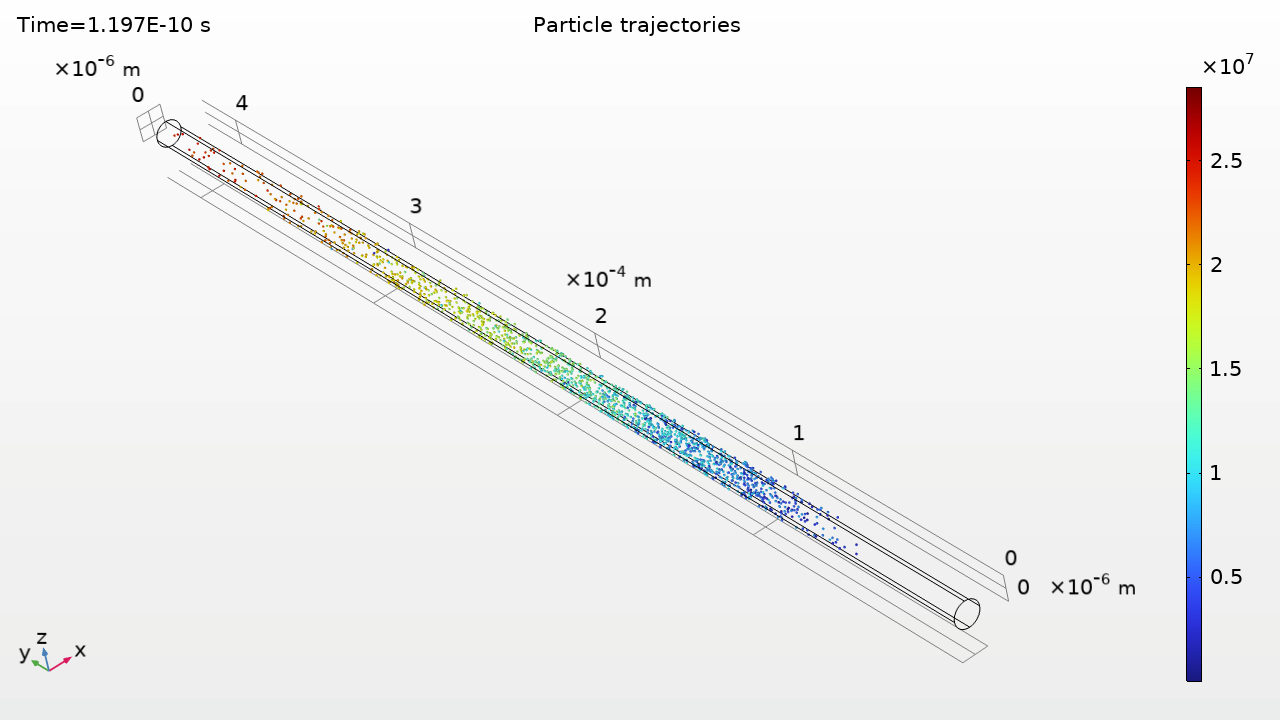 Time=1.197E-10 s
Particle trajectories
×10⁻⁶ m
0
4
3
×10⁻⁴ m
2
1
0
0 ×10⁻⁶ m
×10⁷
2.5
2
1.5
1
0.5
y z x